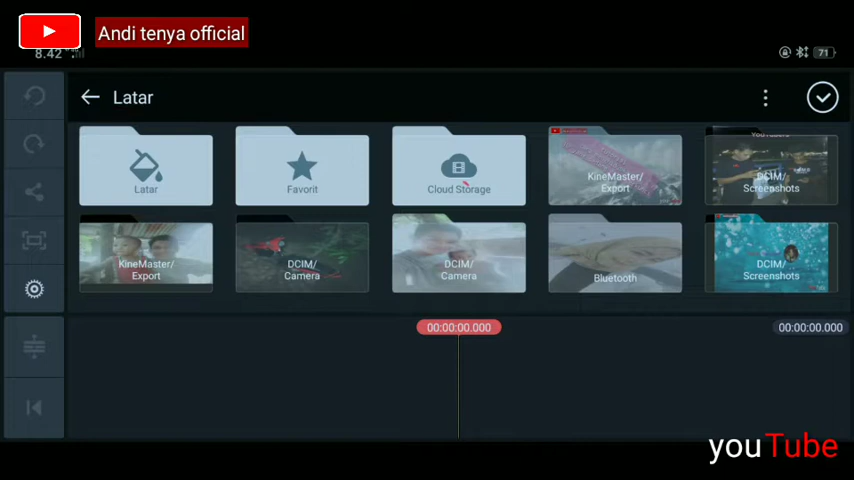 Andi tenya official
8.42
71
Latar
Latar
Favorit
Cloud Storage
KineMaster/
Export
DCIM/
Screenshots
KineMaster/
Export
DCIM/
Camera
DCIM/
Camera
Bluetooth
DCIM/
Screenshots
00:00:00.000
00:00:00.000
youTube